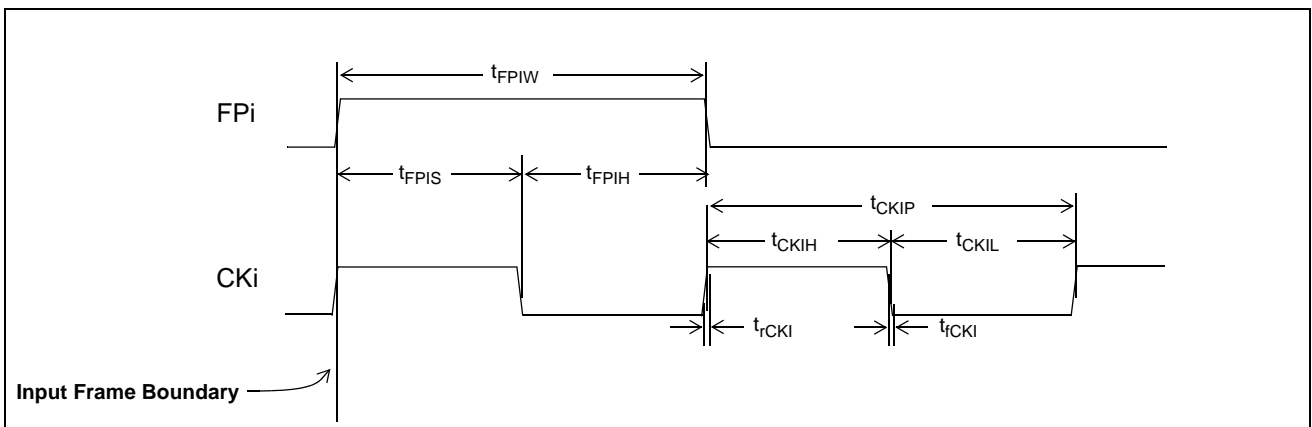 tFPIW
FPi
tFPIS
tFPIH
tCKIP
tCKIH
tCKIL
CKi
trCKI
tfCKI
Input Frame Boundary